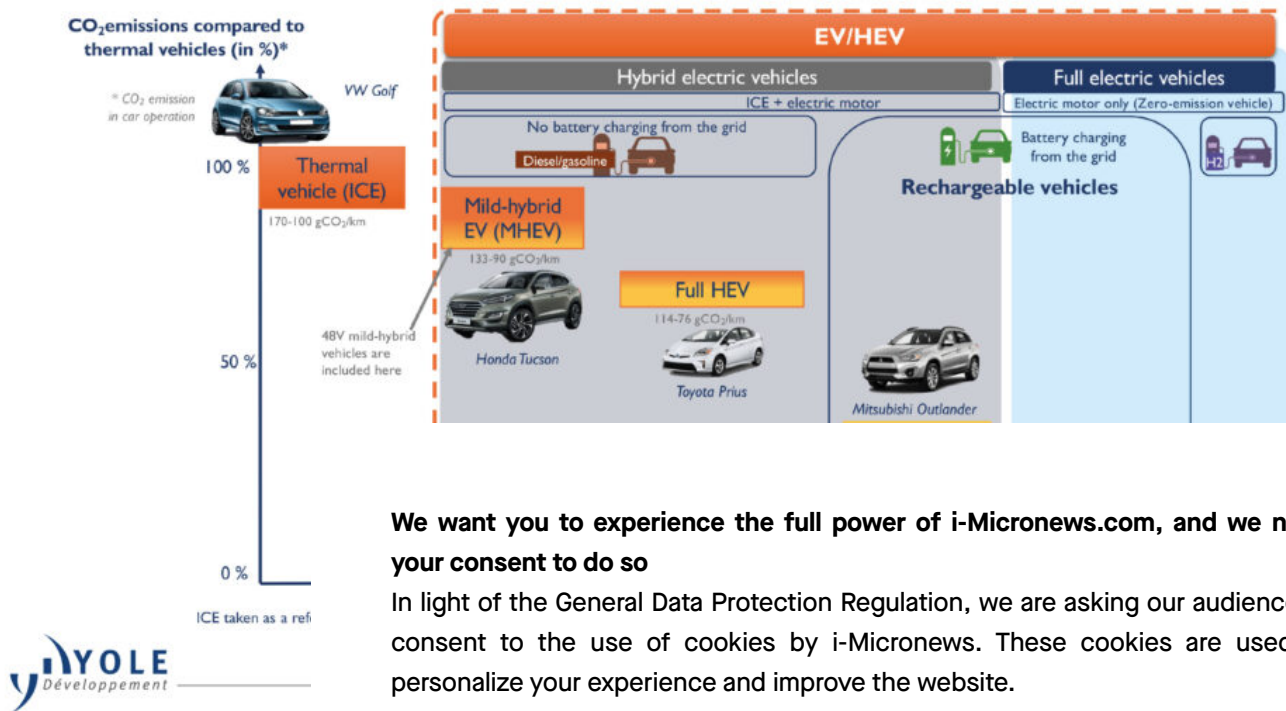 CO₂emissions compared to
thermal vehicles (in %)*
* CO₂ emission
in car operation
VW Golf
100 %
Thermal
vehicle (ICE)
170-100 gCO₂/km
48V mild-hybrid
vehicles are
included here
50 %
0 %
ICE taken as a ref
EV/HEV
Hybrid electric vehicles
Full electric vehicles
ICE + electric motor
Electric motor only (Zero-emission vehicle)
No battery charging from the grid
Diesel/gasoline
Battery charging
from the grid
H2
Rechargeable vehicles
Mild-hybrid
EV (MHEV)
133-90 gCO₂/km
Honda Tucson
Full HEV
114-76 gCO₂/km
Toyota Prius
Mitsubishi Outlander
We want you to experience the full power of i-Micronews.com, and we n
your consent to do so
In light of the General Data Protection Regulation, we are asking our audience
consent to the use of cookies by i-Micronews. These cookies are used
personalize your experience and improve the website.
YOLE
Développement